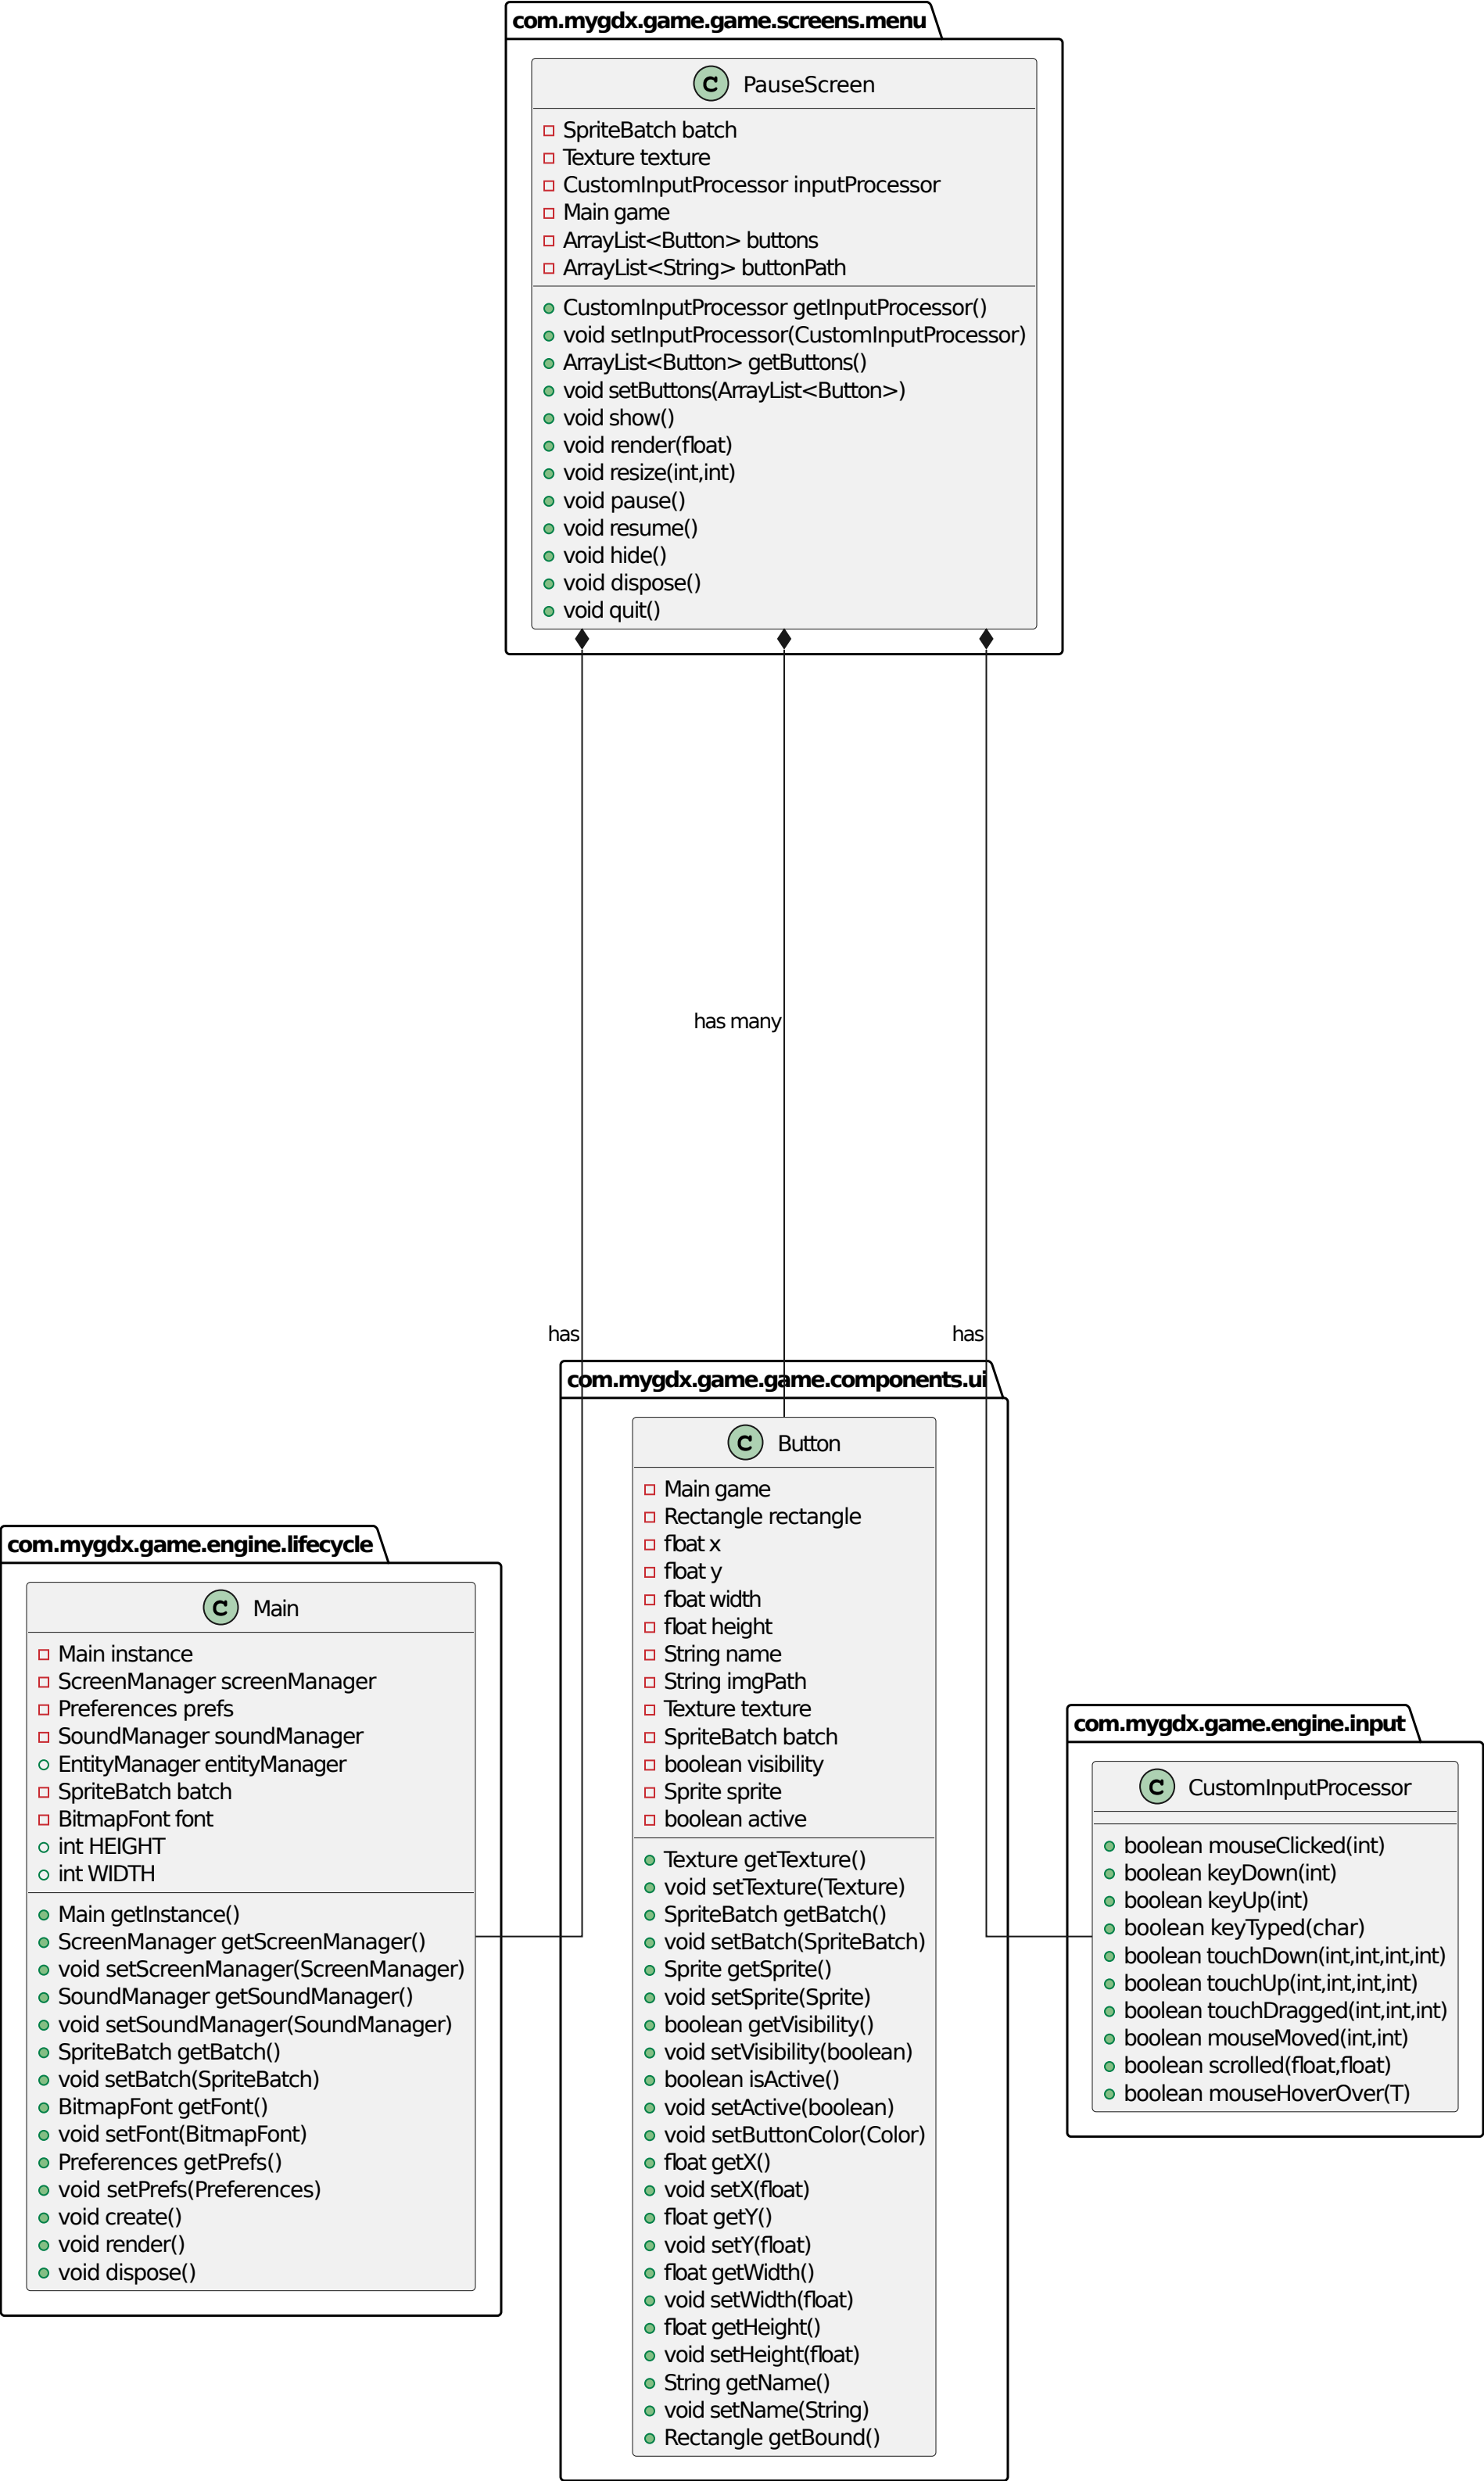 com.mygdx.game.game.screens.menu
C PauseScreen
SpriteBatch batch
Texture texture
CustomInputProcessor inputProcessor
Main game
ArrayList<Button> buttons
ArrayList<String> buttonPath
CustomInputProcessor getInputProcessor()
void setInputProcessor(CustomInputProcessor)
ArrayList<Button> getButtons()
void setButtons(ArrayList<Button>)
void show()
void render(float)
void resize(int,int)
void pause()
void resume()
void hide()
void dispose()
void quit()
has many
has
has
com.mygdx.game.game.components.ui
C Button
Main game
Rectangle rectangle
float x
float y
float width
float height
String name
String imgPath
Texture texture
SpriteBatch batch
boolean visibility
Sprite sprite
boolean active
Texture getTexture()
void setTexture(Texture)
SpriteBatch getBatch()
void setBatch(SpriteBatch)
Sprite getSprite()
void setSprite(Sprite)
boolean getVisibility()
void setVisibility(boolean)
boolean isActive()
void setActive(boolean)
void setButtonColor(Color)
float getX()
void setX(float)
float getY()
void setY(float)
float getWidth()
void setWidth(float)
float getHeight()
void setHeight(float)
String getName()
void setName(String)
Rectangle getBound()
com.mygdx.game.engine.lifecycle
C Main
Main instance
ScreenManager screenManager
Preferences prefs
SoundManager soundManager
EntityManager entityManager
SpriteBatch batch
BitmapFont font
int HEIGHT
int WIDTH
Main getInstance()
ScreenManager getScreenManager()
void setScreenManager(ScreenManager)
SoundManager getSoundManager()
void setSoundManager(SoundManager)
SpriteBatch getBatch()
void setBatch(SpriteBatch)
BitmapFont getFont()
void setFont(BitmapFont)
Preferences getPrefs()
void setPrefs(Preferences)
void create()
void render()
void dispose()
com.mygdx.game.engine.input
C CustomInputProcessor
boolean mouseClicked(int)
boolean keyDown(int)
boolean keyUp(int)
boolean keyTyped(char)
boolean touchDown(int,int,int,int)
boolean touchUp(int,int,int,int)
boolean touchDragged(int,int,int)
boolean mouseMoved(int,int)
boolean scrolled(float,float)
boolean mouseHoverOver(T)